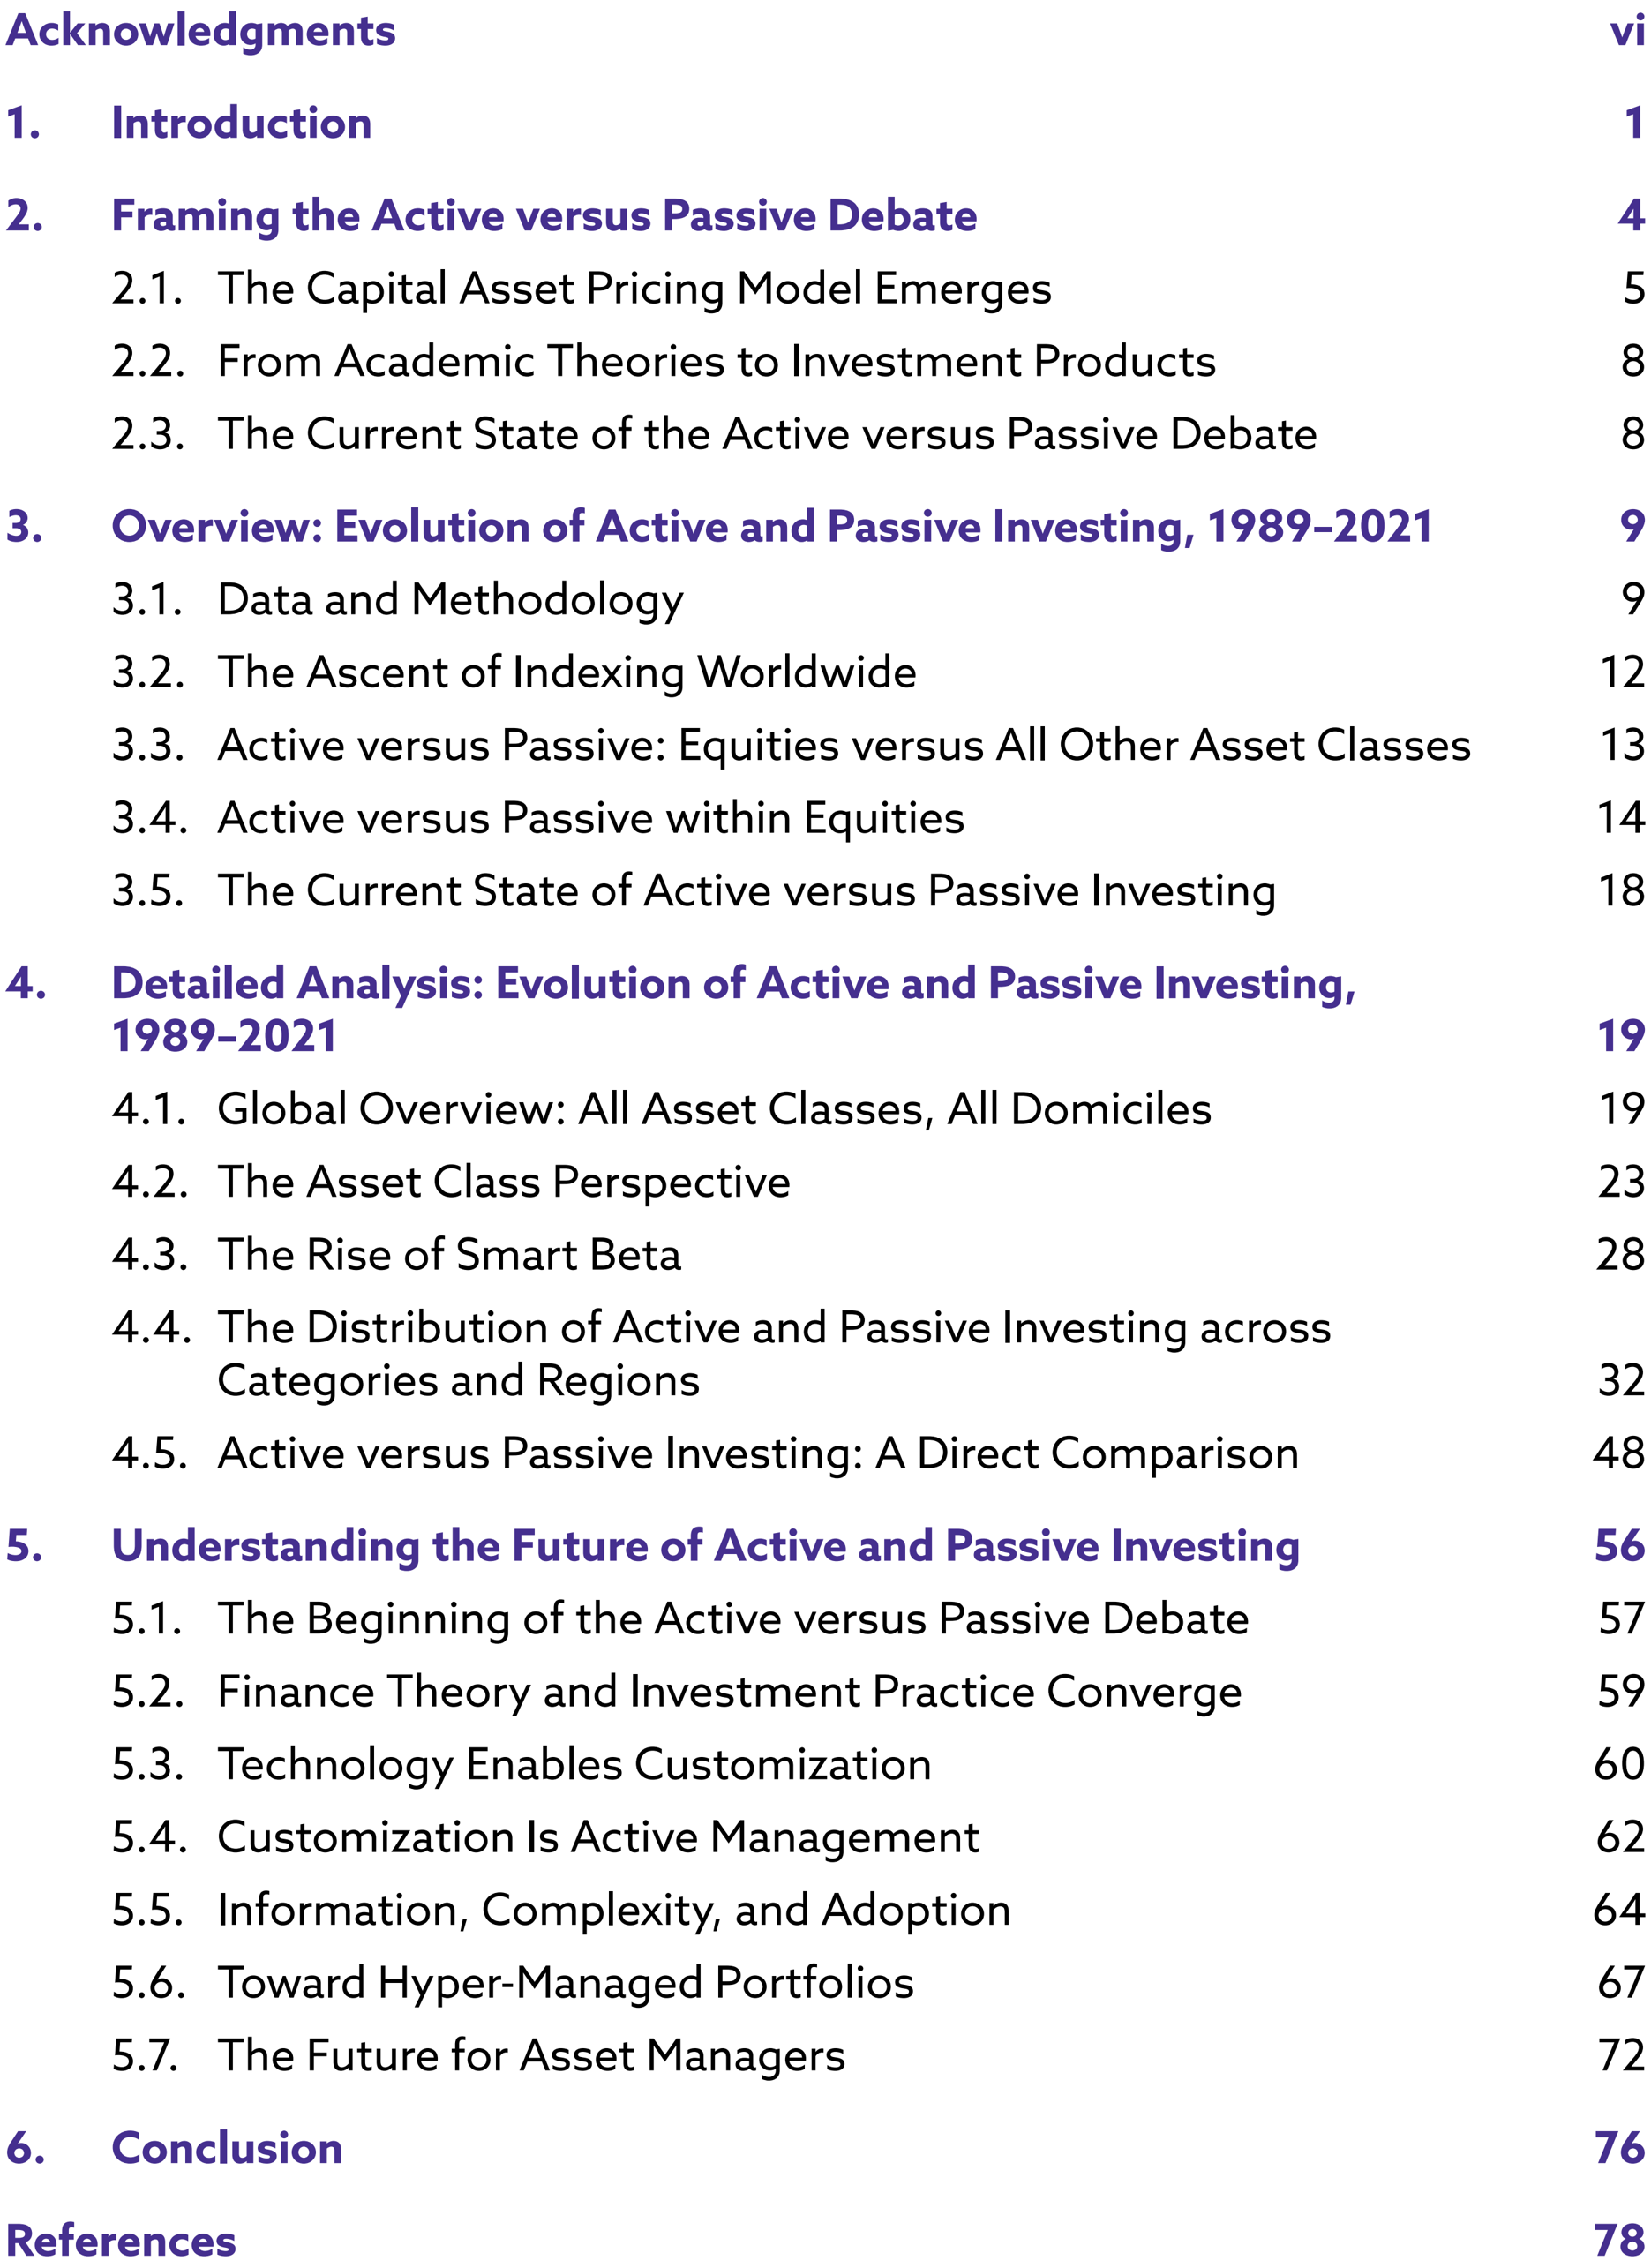 Acknowledgments vi
1. Introduction 1
2. Framing the Active versus Passive Debate 4
2.1. The Capital Asset Pricing Model Emerges 5
2.2. From Academic Theories to Investment Products 8
2.3. The Current State of the Active versus Passive Debate 8
3. Overview: Evolution of Active and Passive Investing, 1989–2021 9
3.1. Data and Methodology 9
3.2. The Ascent of Indexing Worldwide 12
3.3. Active versus Passive: Equities versus All Other Asset Classes 13
3.4. Active versus Passive within Equities 14
3.5. The Current State of Active versus Passive Investing 18
4. Detailed Analysis: Evolution of Active and Passive Investing,
1989–2021 19
4.1. Global Overview: All Asset Classes, All Domiciles 19
4.2. The Asset Class Perspective 23
4.3. The Rise of Smart Beta 28
4.4. The Distribution of Active and Passive Investing across
Categories and Regions 32
4.5. Active versus Passive Investing: A Direct Comparison 48
5. Understanding the Future of Active and Passive Investing 56
5.1. The Beginning of the Active versus Passive Debate 57
5.2. Finance Theory and Investment Practice Converge 59
5.3. Technology Enables Customization 60
5.4. Customization Is Active Management 62
5.5. Information, Complexity, and Adoption 64
5.6. Toward Hyper-Managed Portfolios 67
5.7. The Future for Asset Managers 72
6. Conclusion 76
References 78